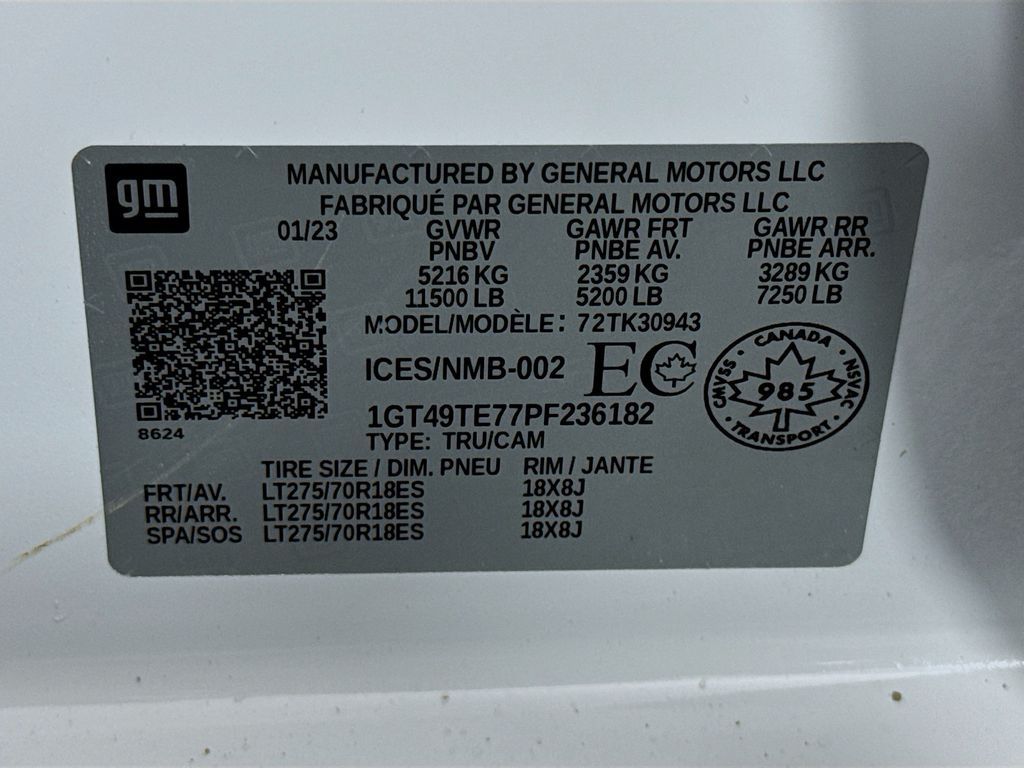 gm
MANUFACTURED BY GENERAL MOTORS LLC
FABRIQUÉ PAR GENERAL MOTORS LLC
01/23 GVWR GAWR FRT GAWR RR
PNBV PNBE AV. PNBE ARR.
5216 KG 2359 KG 3289 KG
11500 LB 5200 LB 7250 LB
MODEL/MODÈLE: 72TK30943
ICES/NMB-002 EC
CANADA
CMVSS 985 NSVAC
TRANSPORT
1GT49TE77PF236182
8624
TYPE: TRU/CAM
TIRE SIZE / DIM. PNEU RIM / JANTE
FRT/AV. LT275/70R18ES 18X8J
RR/ARR. LT275/70R18ES 18X8J
SPA/SOS LT275/70R18ES 18X8J